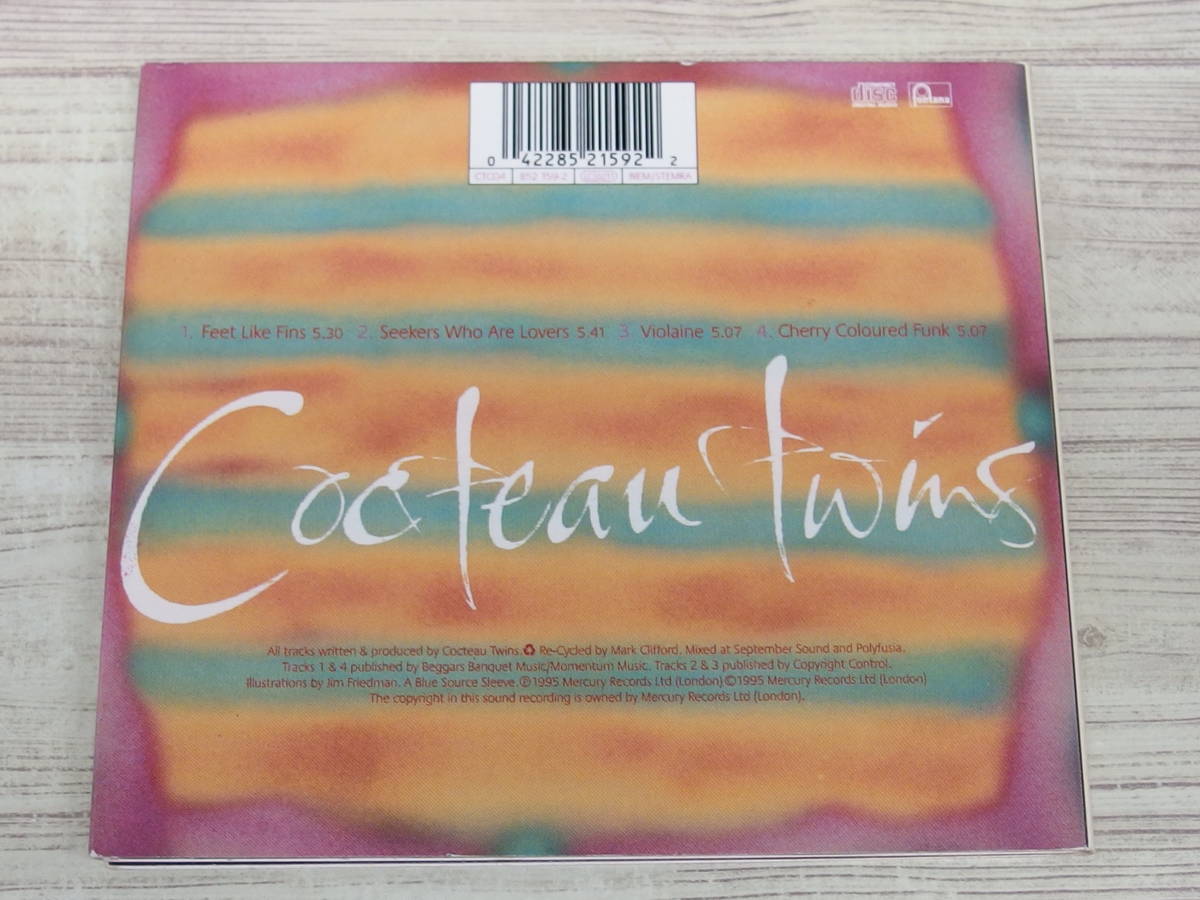 COMPACT
disc
DIGITAL AUDIO
fontana
0 42285 21592 2
CTCD4 852 159-2 BIEM/STEMRA
1. Feet Like Fins 5.30 2. Seekers Who Are Lovers 5.41 3. Violaine 5.07 4. Cherry Coloured Funk 5.07
Cocteau twins
All tracks written & produced by Cocteau Twins. ♻ Re-Cycled by Mark Clifford. Mixed at September Sound and Polyfusia.
Tracks 1 & 4 published by Beggars Banquet Music/Momentum Music. Tracks 2 & 3 published by Copyright Control.
Illustrations by Jim Friedman. A Blue Source Sleeve. ℗1995 Mercury Records Ltd (London) ©1995 Mercury Records Ltd (London)
The copyright in this sound recording is owned by Mercury Records Ltd (London).